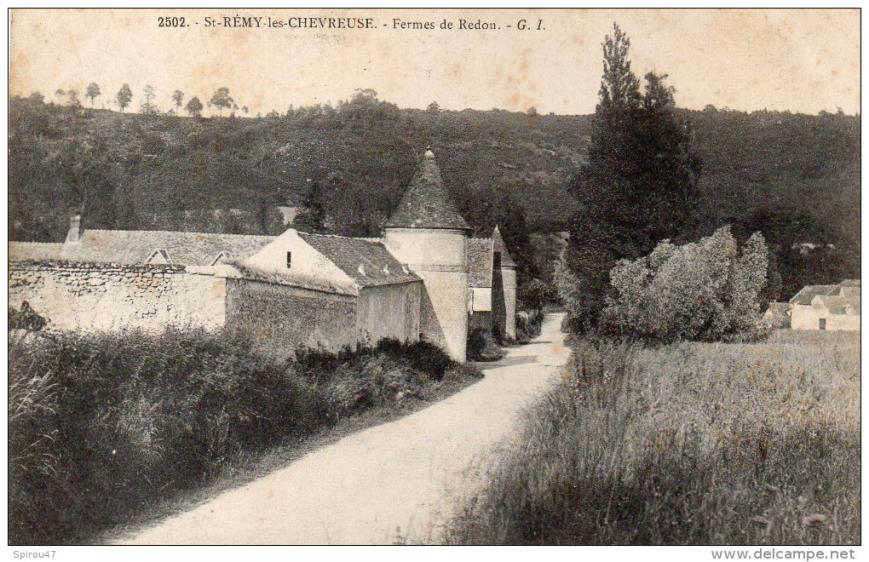 2502. - St-RÉMY-les-CHEVREUSE. - Fermes de Redon. - G. I.
Spirou47
www.delcampe.net